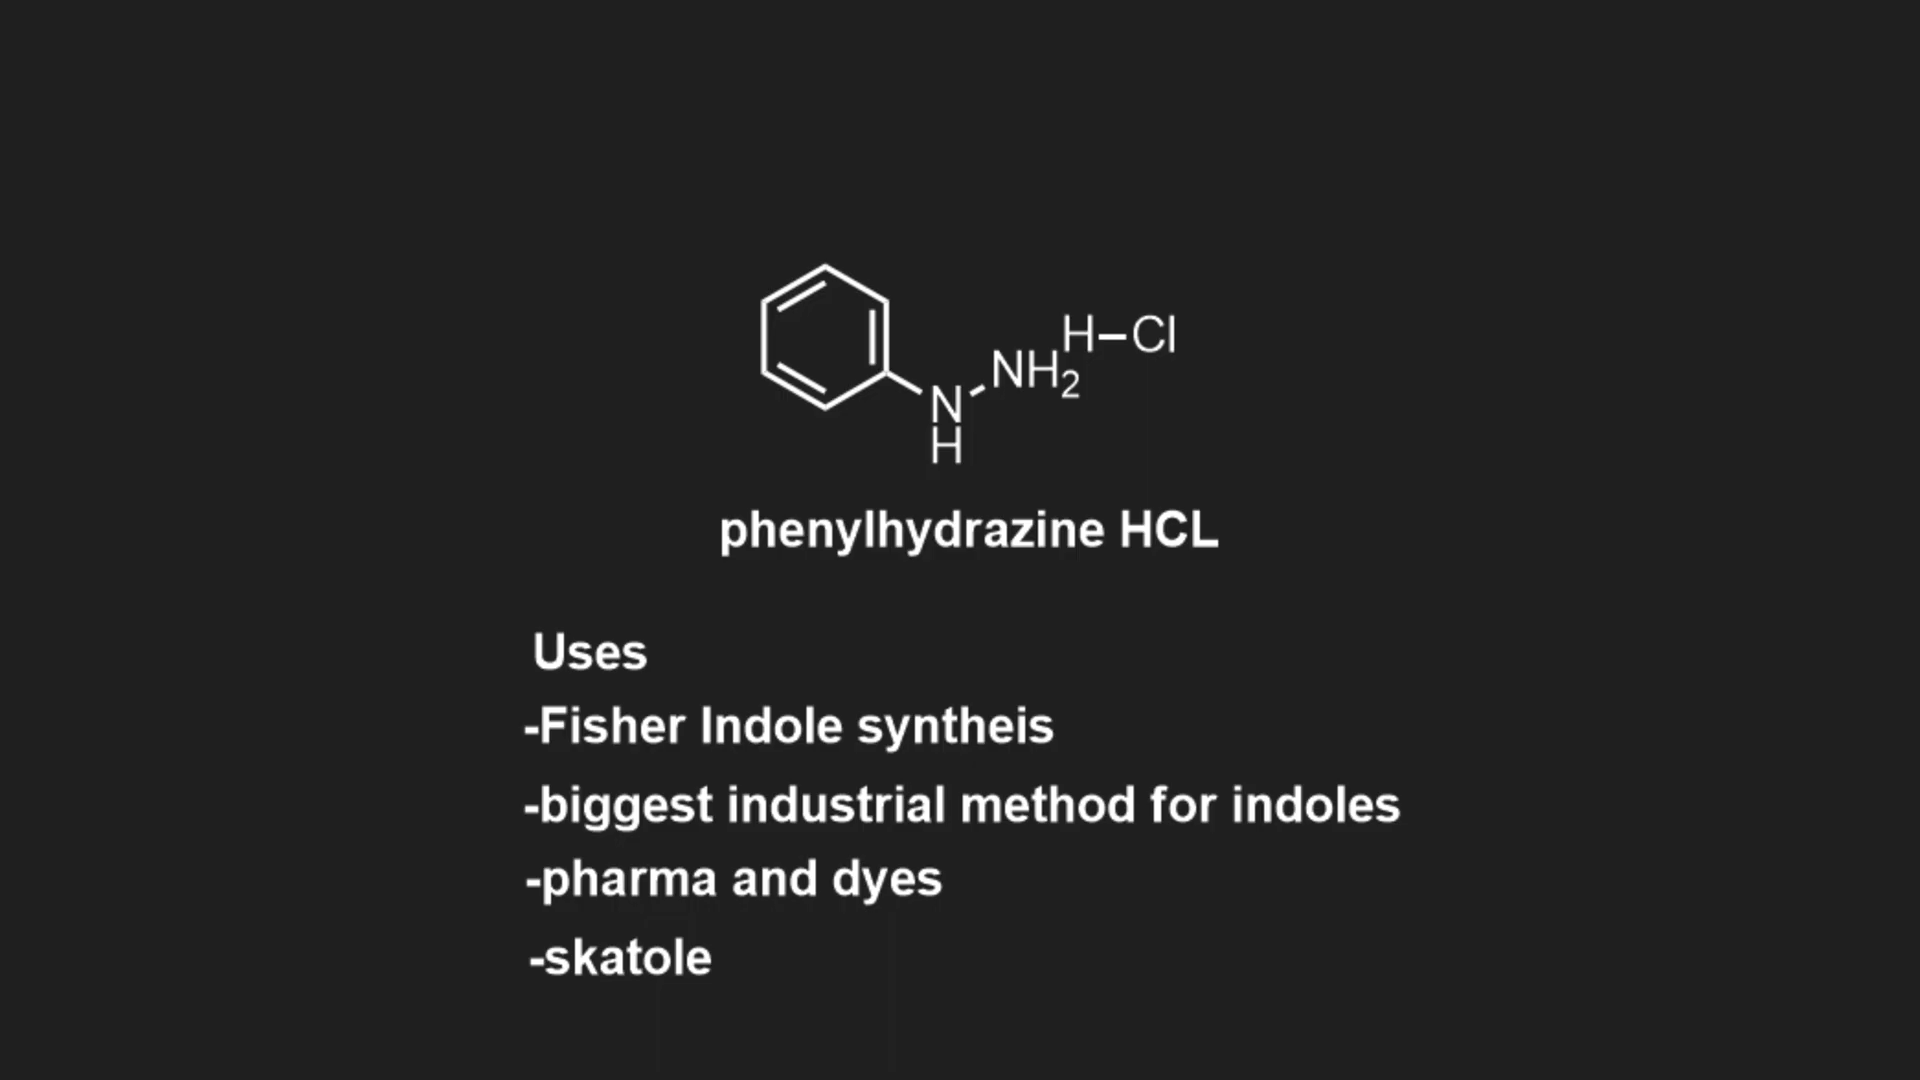 H–Cl
NH2
N
H
phenylhydrazine HCL
Uses
-Fisher Indole syntheis
-biggest industrial method for indoles
-pharma and dyes
-skatole